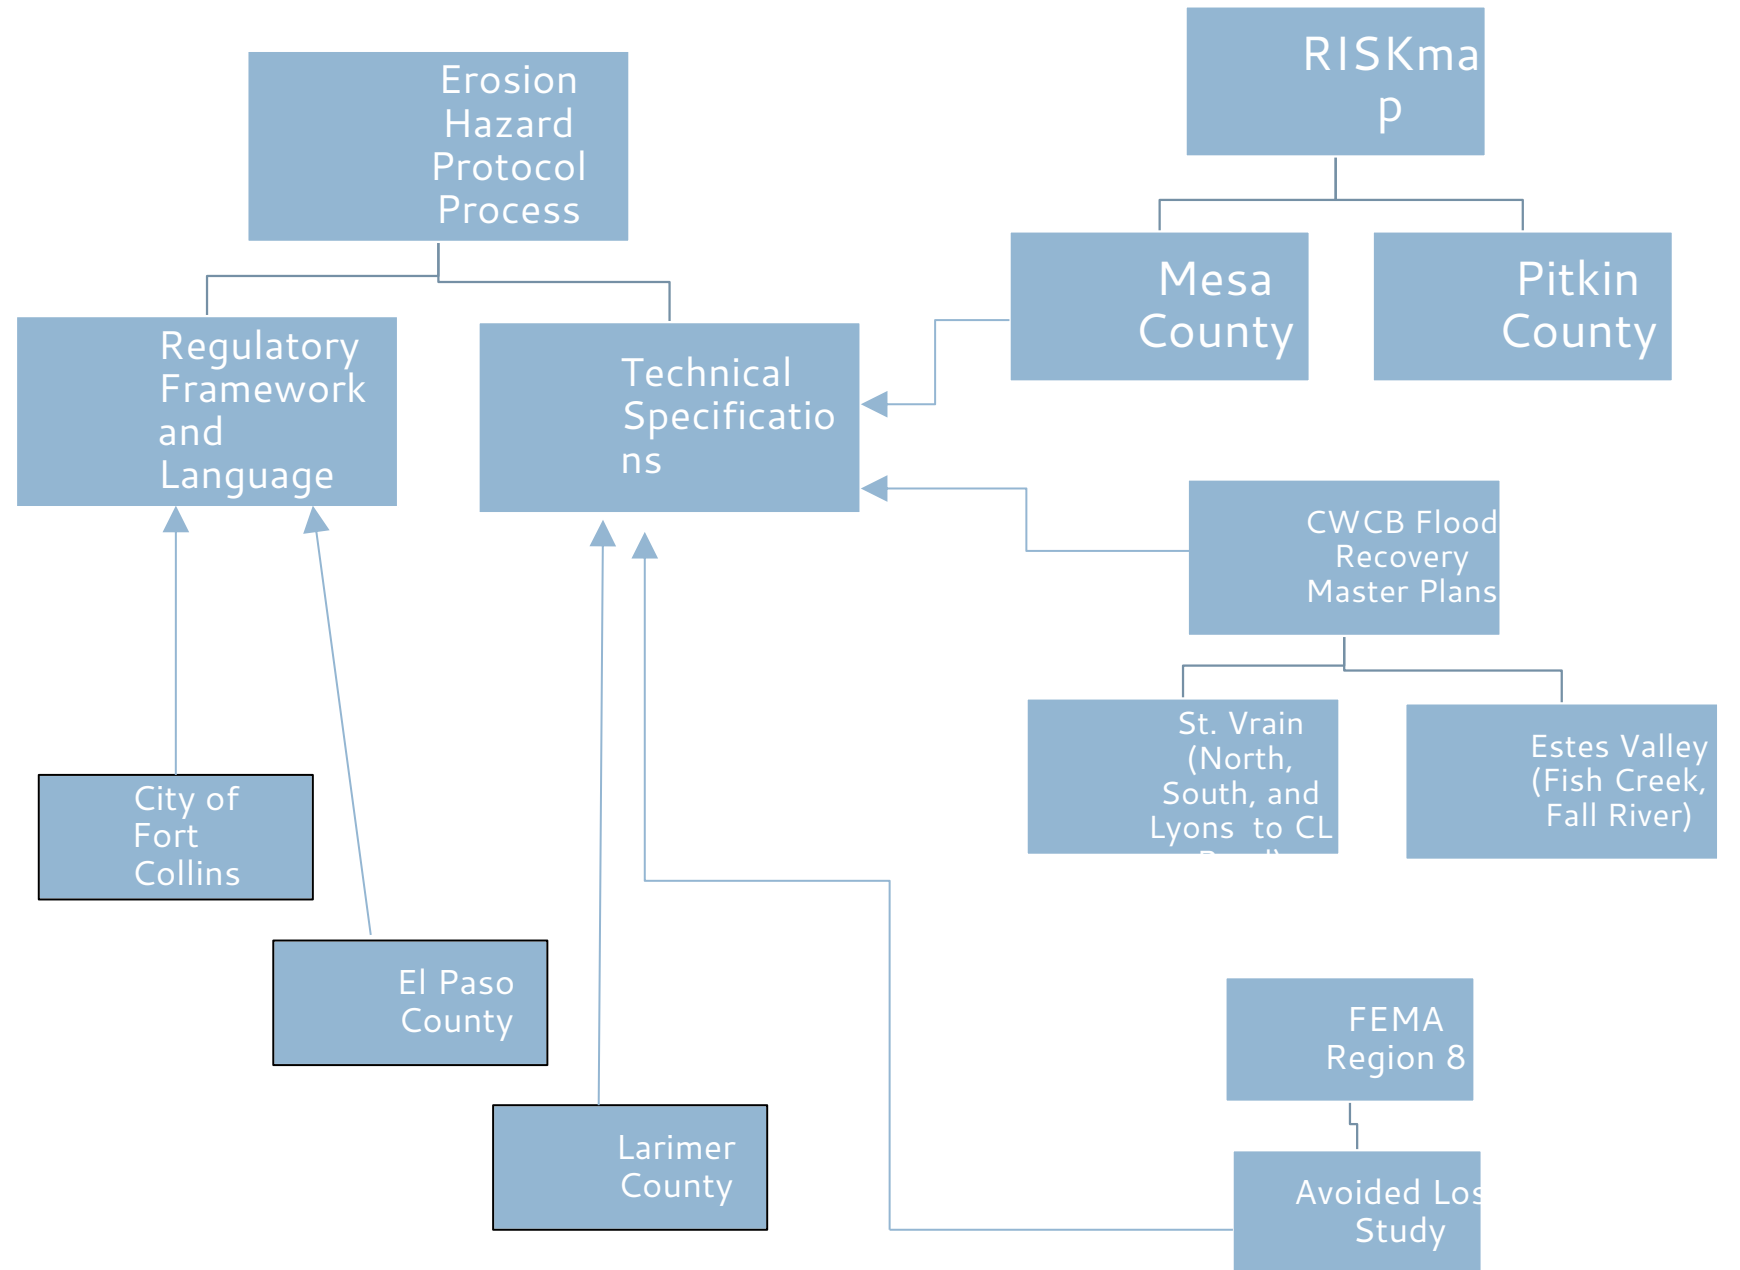 Erosion
Hazard
Protocol
Process
RISKma
p
Regulatory
Framework
and
Language
Technical
Specificatio
ns
Mesa
County
Pitkin
County
CWCB Flood
Recovery
Master Plans
St. Vrain
(North,
South, and
Lyons to CL
Estes Valley
(Fish Creek,
Fall River)
City of
Fort
Collins
El Paso
County
Larimer
County
FEMA
Region 8
Avoided Los
Study